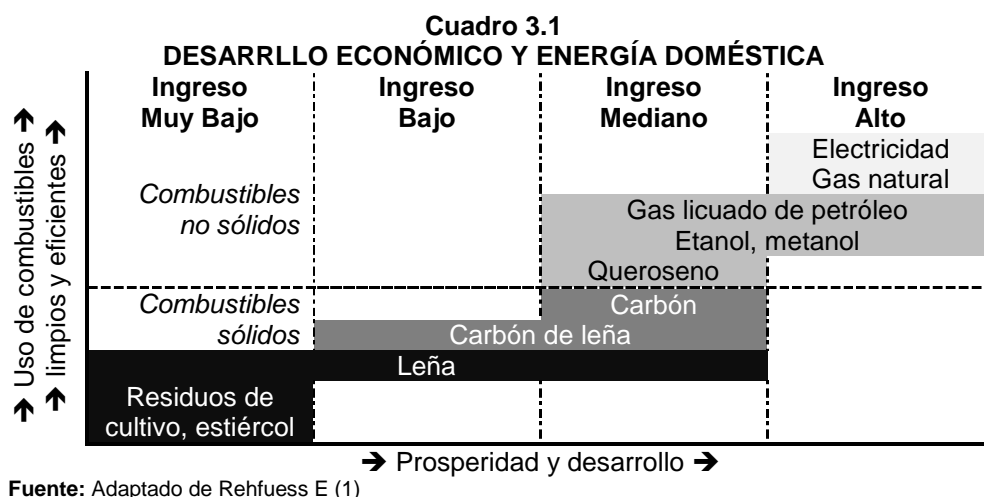 Cuadro 3.1
DESARRLLO ECONÓMICO Y ENERGÍA DOMÉSTICA
Ingreso Muy Bajo
Ingreso Bajo
Ingreso Mediano
Ingreso Alto
➔ Uso de combustibles ➔
➔ limpios y eficientes ➔
Combustibles
no sólidos
Electricidad
Gas natural
Gas licuado de petróleo
Etanol, metanol
Queroseno
Combustibles
sólidos
Carbón
Carbón de leña
Leña
Residuos de
cultivo, estiércol
➔ Prosperidad y desarrollo ➔
Fuente: Adaptado de Rehfuess E (1)